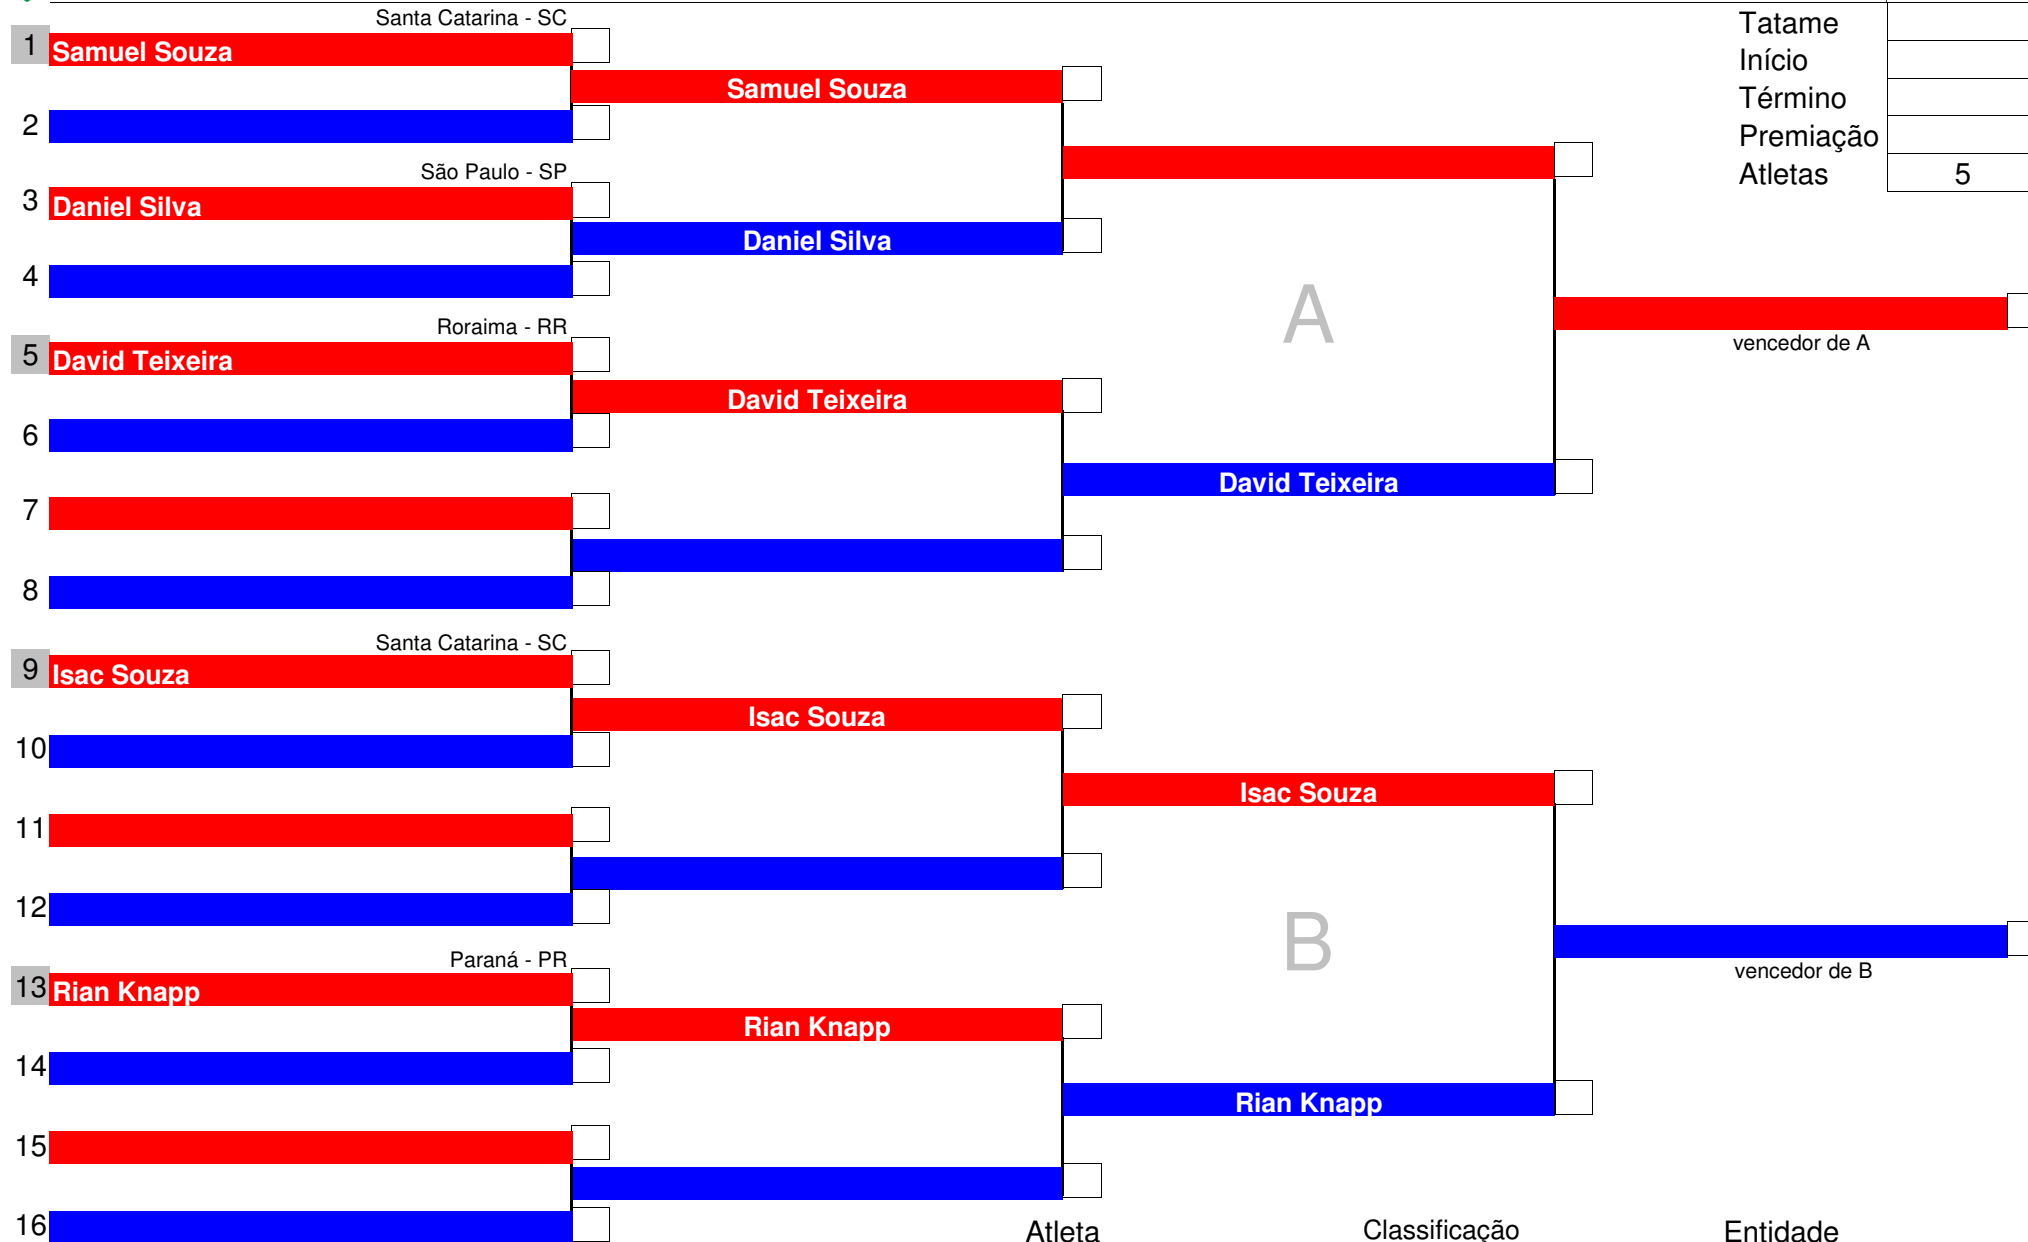 Santa Catarina - SC
1 Samuel Souza
Samuel Souza
2
São Paulo - SP
3 Daniel Silva
Daniel Silva
4
Roraima - RR
5 David Teixeira
David Teixeira
6
David Teixeira
7
8
A
vencedor de A
Tatame
Início
Término
Premiação
Atletas 5
Santa Catarina - SC
9 Isac Souza
Isac Souza
10
Isac Souza
11
12
B
vencedor de B
Paraná - PR
13 Rian Knapp
Rian Knapp
14
Rian Knapp
15
16
Atleta Classificação Entidade